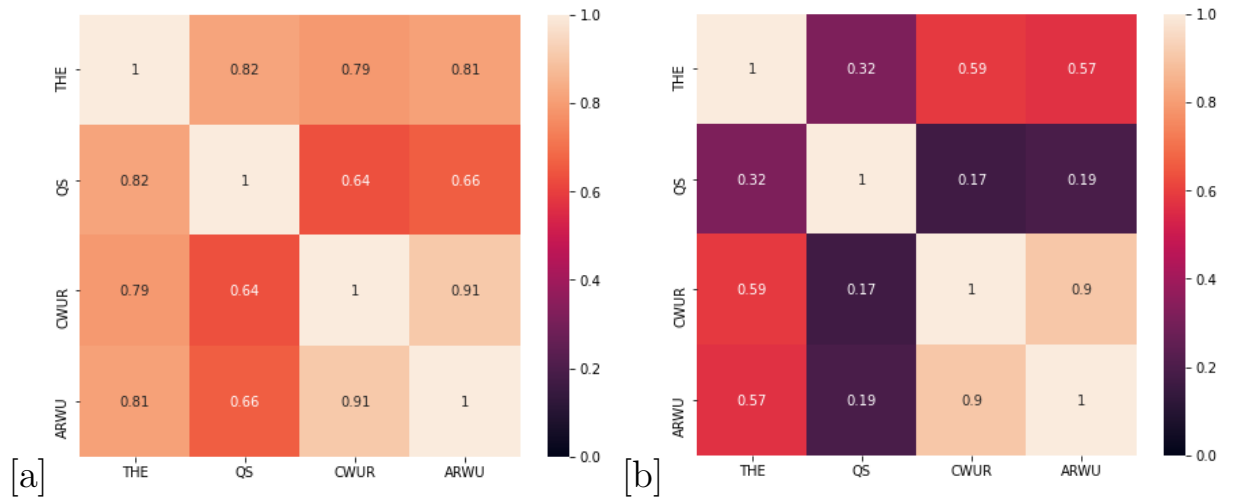 THE 1 0.82 0.79 0.81
QS 0.82 1 0.64 0.66
CWUR 0.79 0.64 1 0.91
ARWU 0.81 0.66 0.91 1
THE QS CWUR ARWU
1.0
0.8
0.6
0.4
0.2
0.0
[a]
THE 1 0.32 0.59 0.57
QS 0.32 1 0.17 0.19
CWUR 0.59 0.17 1 0.9
ARWU 0.57 0.19 0.9 1
THE QS CWUR ARWU
1.0
0.8
0.6
0.4
0.2
0.0
[b]